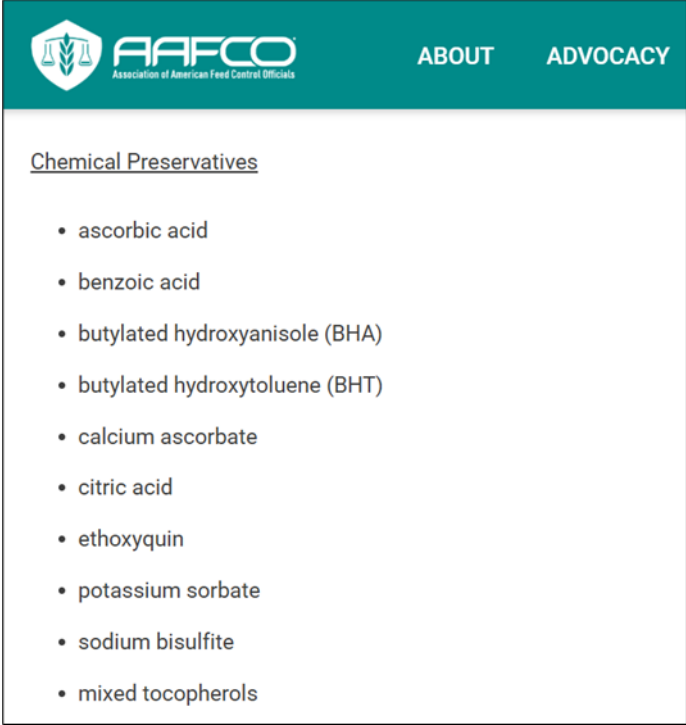 AAFCO
Association of American Feed Control Officials
ABOUT
ADVOCACY
Chemical Preservatives
• ascorbic acid
• benzoic acid
• butylated hydroxyanisole (BHA)
• butylated hydroxytoluene (BHT)
• calcium ascorbate
• citric acid
• ethoxyquin
• potassium sorbate
• sodium bisulfite
• mixed tocopherols